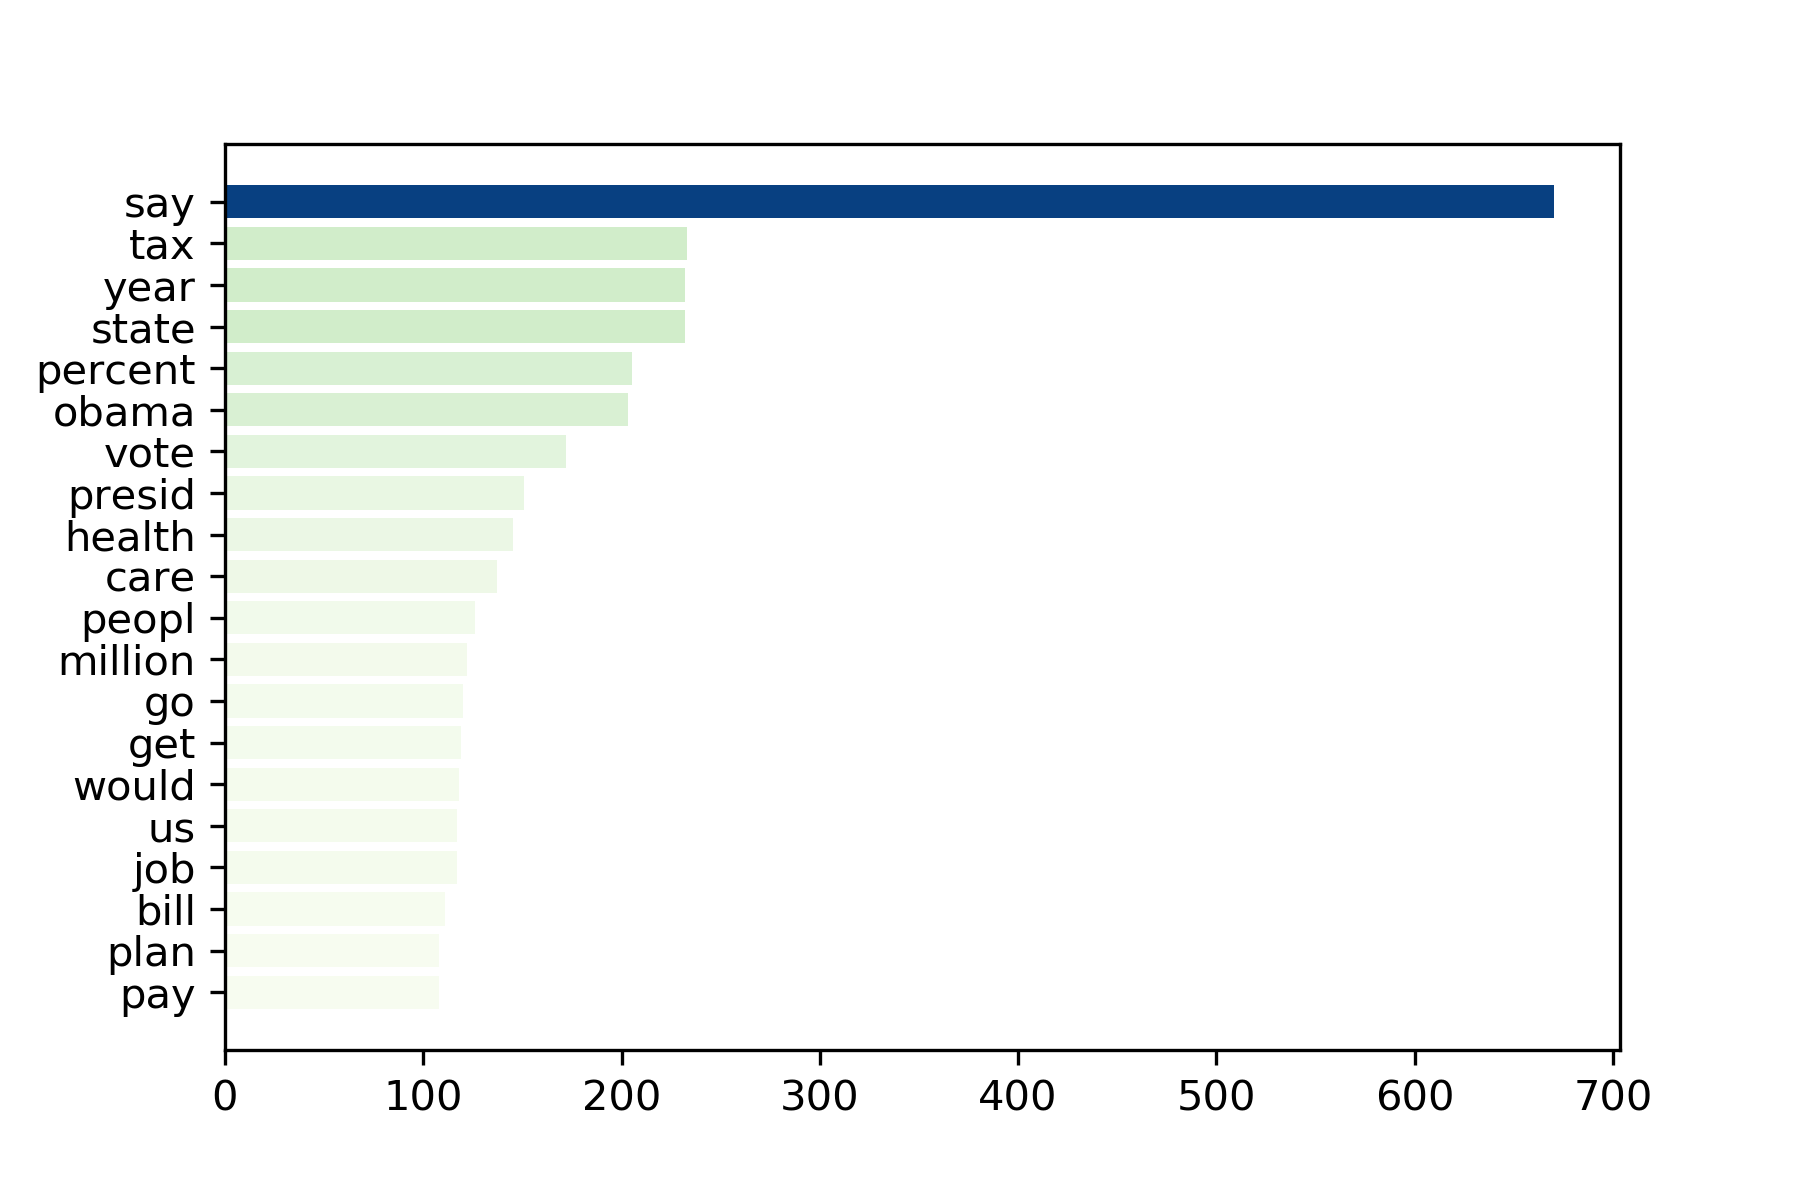 say
tax
year
state
percent
obama
vote
presid
health
care
peopl
million
go
get
would
us
job
bill
plan
pay
0 100 200 300 400 500 600 700